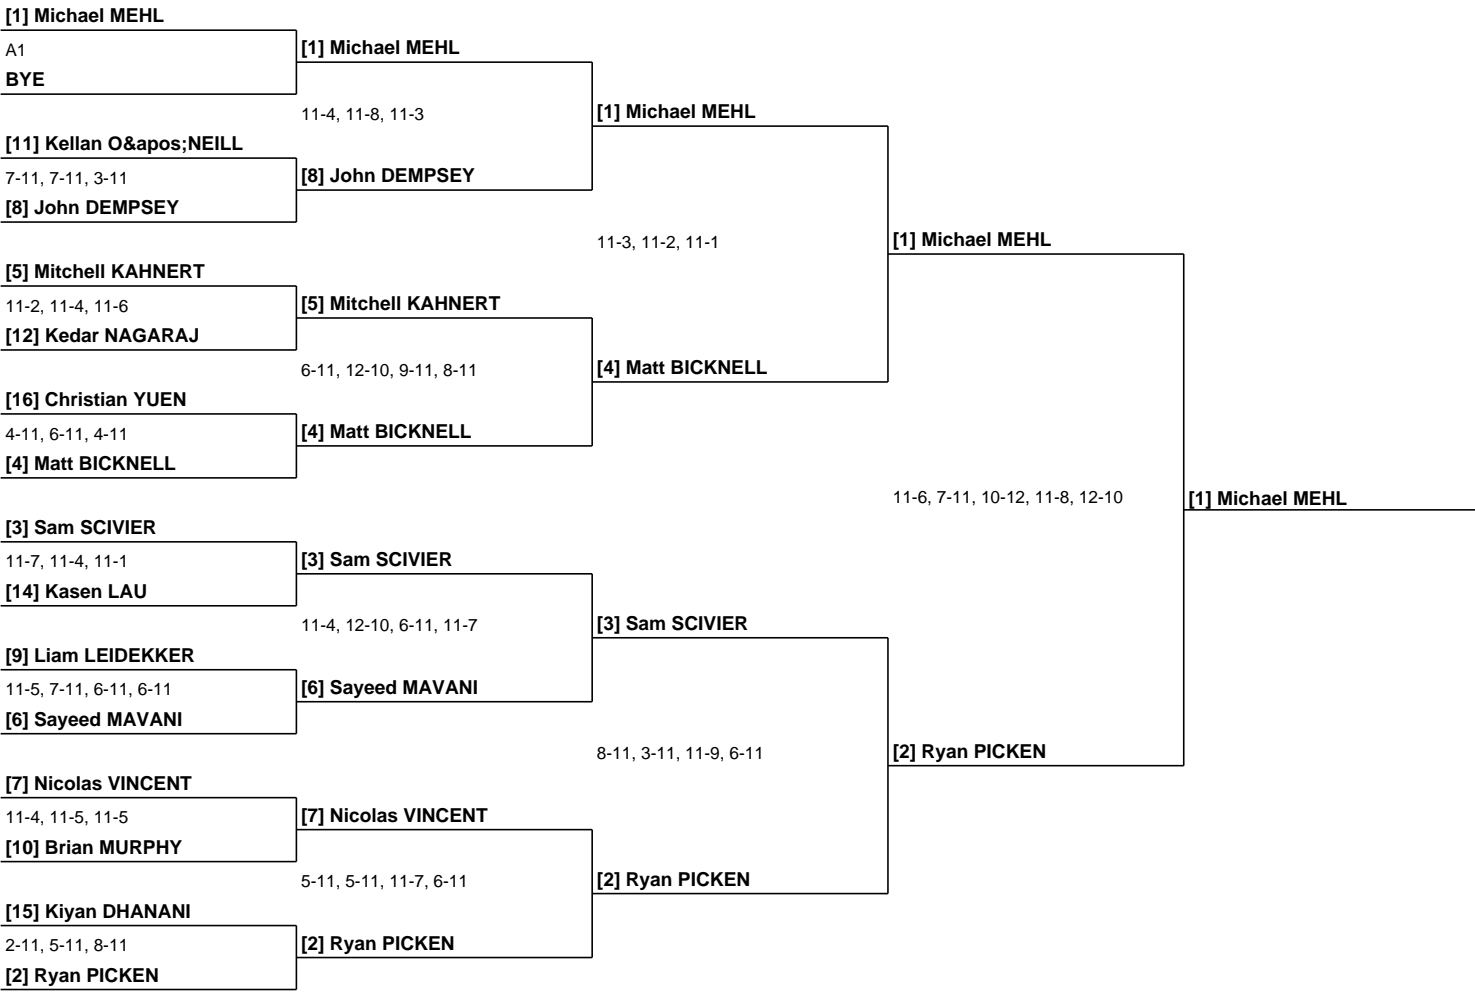 [1] Michael MEHL
A1
BYE
[11] Kellan O&apos;NEILL
7-11, 7-11, 3-11
[8] John DEMPSEY
[5] Mitchell KAHNERT
11-2, 11-4, 11-6
[12] Kedar NAGARAJ
[16] Christian YUEN
4-11, 6-11, 4-11
[4] Matt BICKNELL
[3] Sam SCIVIER
11-7, 11-4, 11-1
[14] Kasen LAU
[9] Liam LEIDEKKER
11-5, 7-11, 6-11, 6-11
[6] Sayeed MAVANI
[7] Nicolas VINCENT
11-4, 11-5, 11-5
[10] Brian MURPHY
[15] Kiyan DHANANI
2-11, 5-11, 8-11
[2] Ryan PICKEN
[1] Michael MEHL
11-4, 11-8, 11-3
[8] John DEMPSEY
[5] Mitchell KAHNERT
6-11, 12-10, 9-11, 8-11
[4] Matt BICKNELL
[3] Sam SCIVIER
11-4, 12-10, 6-11, 11-7
[6] Sayeed MAVANI
[7] Nicolas VINCENT
5-11, 5-11, 11-7, 6-11
[2] Ryan PICKEN
[1] Michael MEHL
11-3, 11-2, 11-1
[4] Matt BICKNELL
[3] Sam SCIVIER
8-11, 3-11, 11-9, 6-11
[2] Ryan PICKEN
[1] Michael MEHL
11-6, 7-11, 10-12, 11-8, 12-10
[2] Ryan PICKEN
[1] Michael MEHL